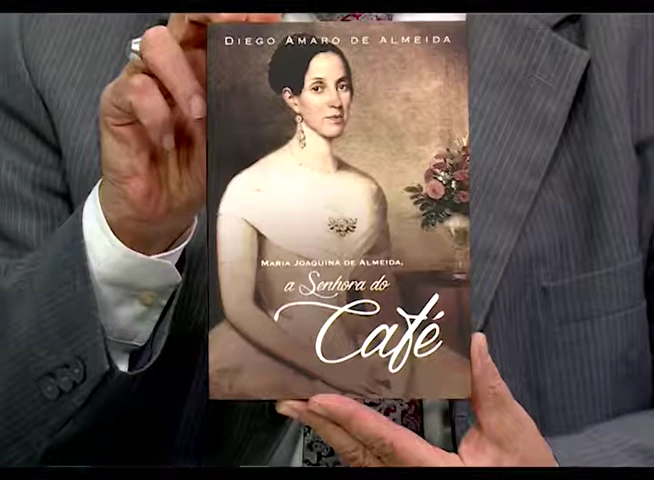 DIEGO AMARO DE ALMEIDA
MARIA JOAQUINA DE ALMEIDA,
a Senhora do
Café